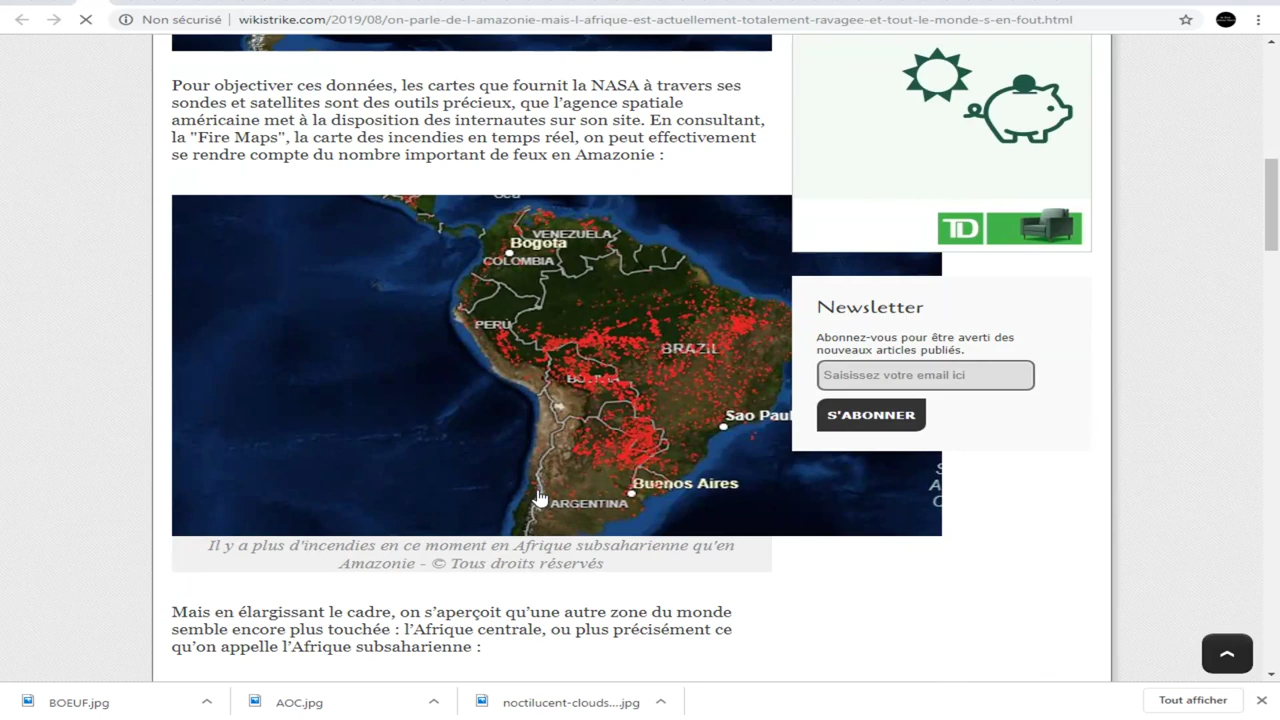 Non sécurisé
wikistrike.com/2019/08/on-parle-de-l-amazonie-mais-l-afrique-est-actuellement-totalement-ravagee-et-tout-le-monde-s-en-fout.html
Pour objectiver ces données, les cartes que fournit la NASA à travers ses
sondes et satellites sont des outils précieux, que l’agence spatiale
américaine met à la disposition des internautes sur son site. En consultant,
la "Fire Maps", la carte des incendies en temps réel, on peut effectivement
se rendre compte du nombre important de feux en Amazonie :
VENEZUELA
Bogota
COLOMBIA
PERU
BRAZIL
Sao Paul
Buenos Aires
ARGENTINA
Il y a plus d'incendies en ce moment en Afrique subsaharienne qu'en
Amazonie - © Tous droits réservés
Mais en élargissant le cadre, on s’aperçoit qu’une autre zone du monde
semble encore plus touchée : l’Afrique centrale, ou plus précisément ce
qu’on appelle l’Afrique subsaharienne :
TD
Newsletter
Abonnez-vous pour être averti des
nouveaux articles publiés.
Saisissez votre email ici
S'ABONNER
BOEUF.jpg
AOC.jpg
noctilucent-clouds....jpg
Tout afficher